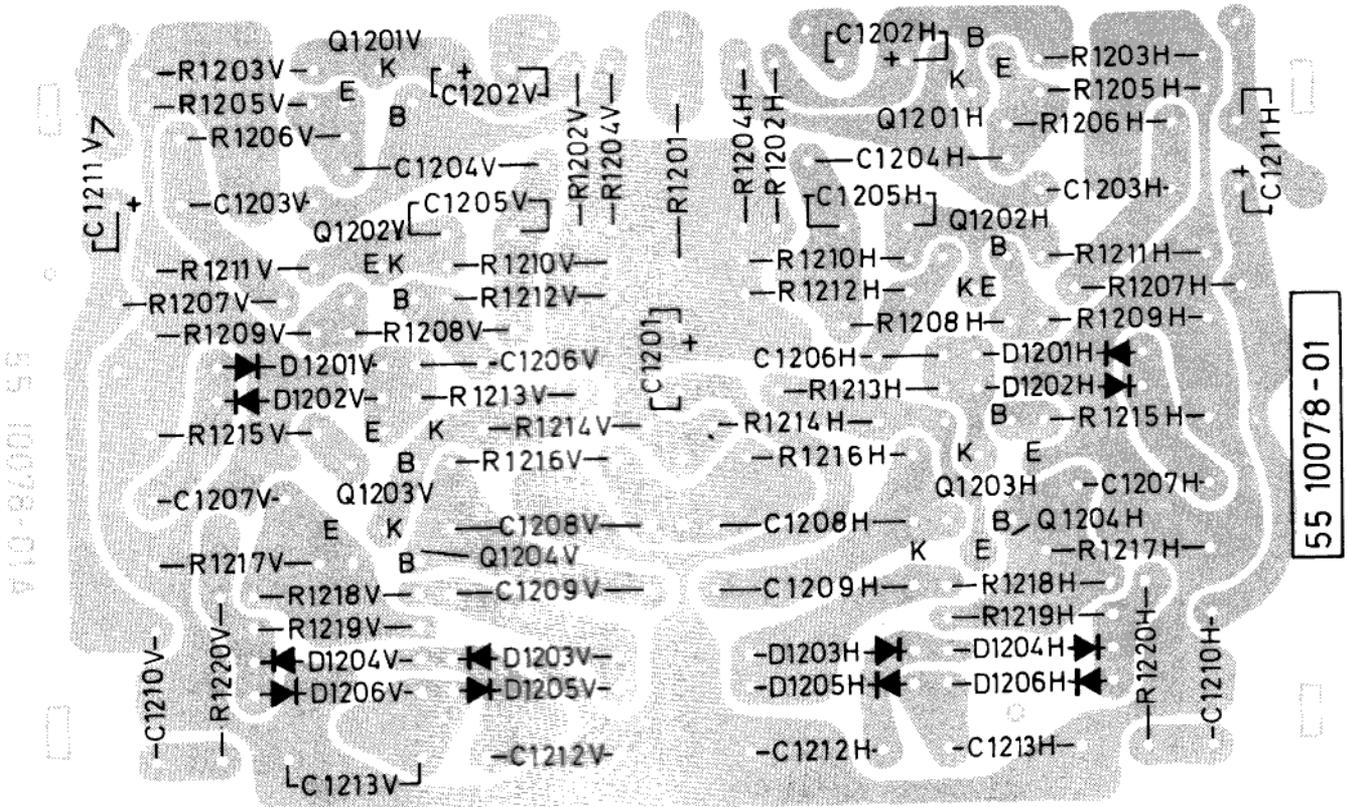 Q1201V
C1202H
B
R1203V
K
+
C1202V
+
K
E
R1203H
R1205V
E
R1205H
R1206V
B
Q1201H
R1206H
C1211V
+
C1204V
R1202V
R1204V
R1201
R1204H
R1202H
C1204H
C1211H
+
C1203V
C1205V
C1205H
C1203H
Q1202V
Q1202H
B
R1211V
E K
R1210V
R1210H
R1211H
R1207V
B
R1212V
R1212H
K E
R1207H
R1209V
R1208V
C1201
+
R1208H
R1209H
D1201V
C1206V
C1206H
D1201H
D1202V
R1213V
R1213H
D1202H
R1215V
E
K
R1214V
R1214H
B
R1215H
B
R1216V
R1216H
K
E
C1207V
Q1203V
Q1203H
C1207H
E
K
C1208V
C1208H
B
Q1204H
R1217V
B
Q1204V
K
E
R1217H
R1218V
C1209V
C1209H
R1218H
R1219V
R1219H
C1210V
R1220V
D1204V
D1203V
D1203H
D1204H
R1220H
C1210H
D1206V
D1205V
D1205H
D1206H
C1212V
C1212H
C1213H
C1213V
55 10078-01